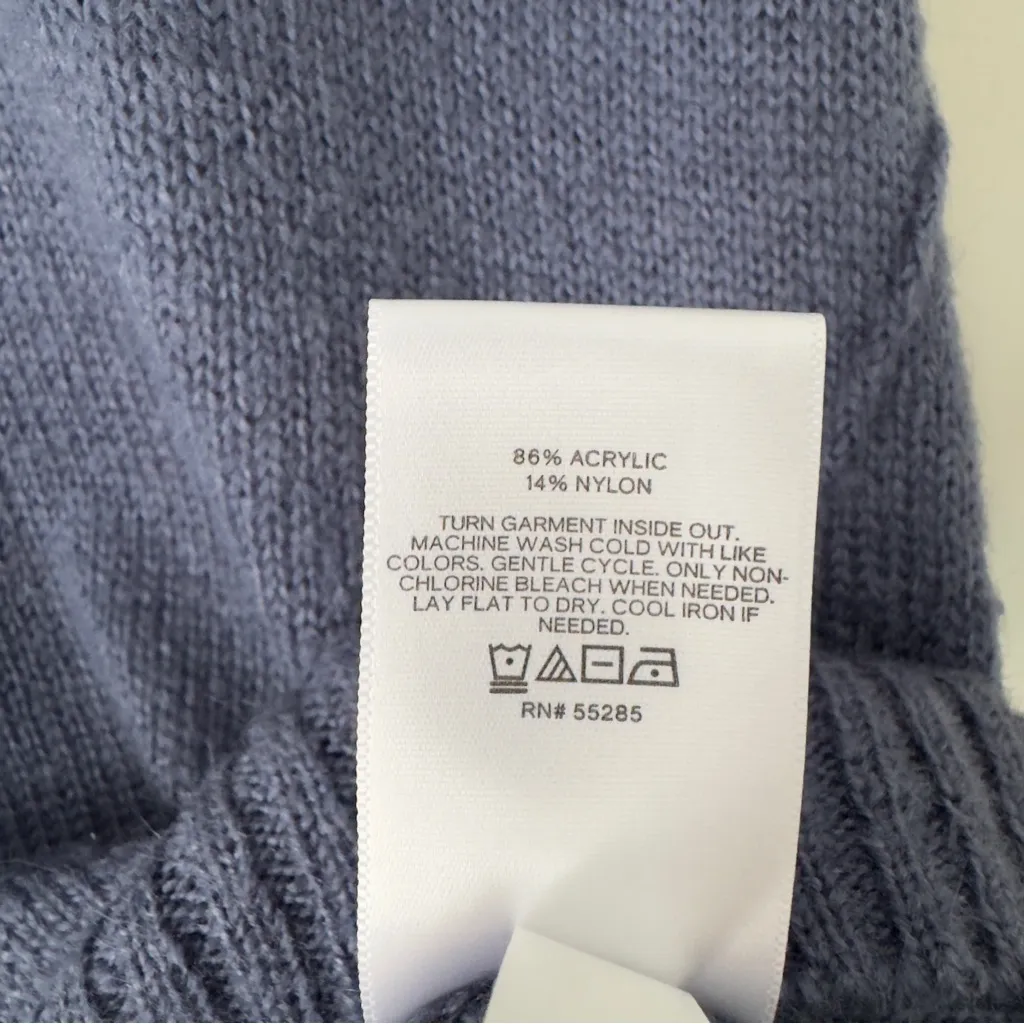 86% ACRYLIC
14% NYLON
TURN GARMENT INSIDE OUT.
MACHINE WASH COLD WITH LIKE
COLORS. GENTLE CYCLE. ONLY NON-
CHLORINE BLEACH WHEN NEEDED.
LAY FLAT TO DRY. COOL IRON IF
NEEDED.
RN# 55285